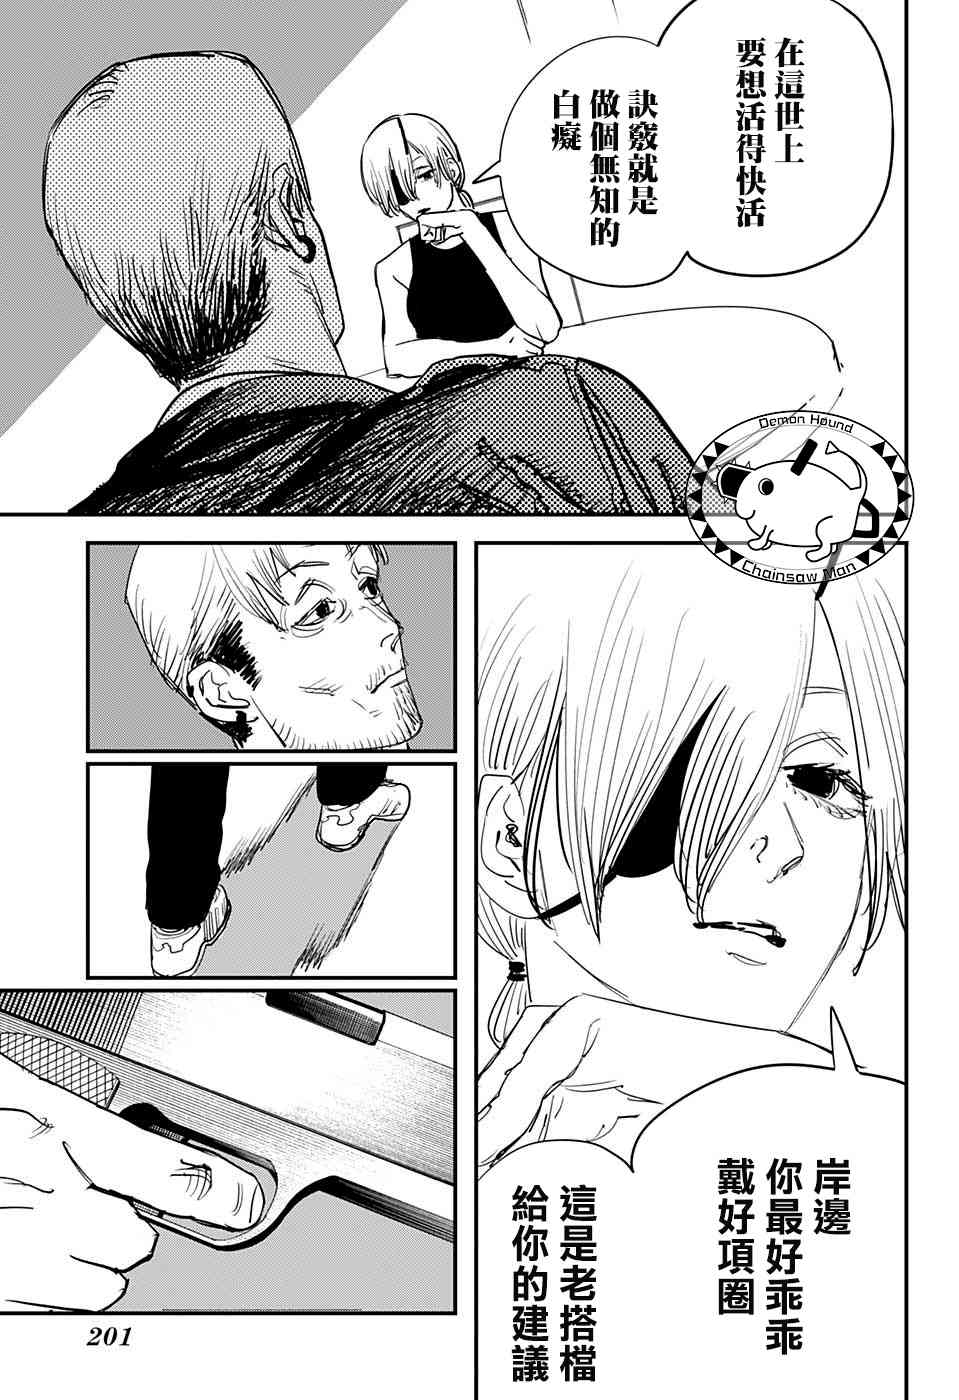 在這世上
要想活得快活
訣竅就是
做個無知的
白癡
Demon Hound
Chainsaw Man
岸邊
你最好乖乖
戴好項圈
這是老搭檔
給你的建議
201